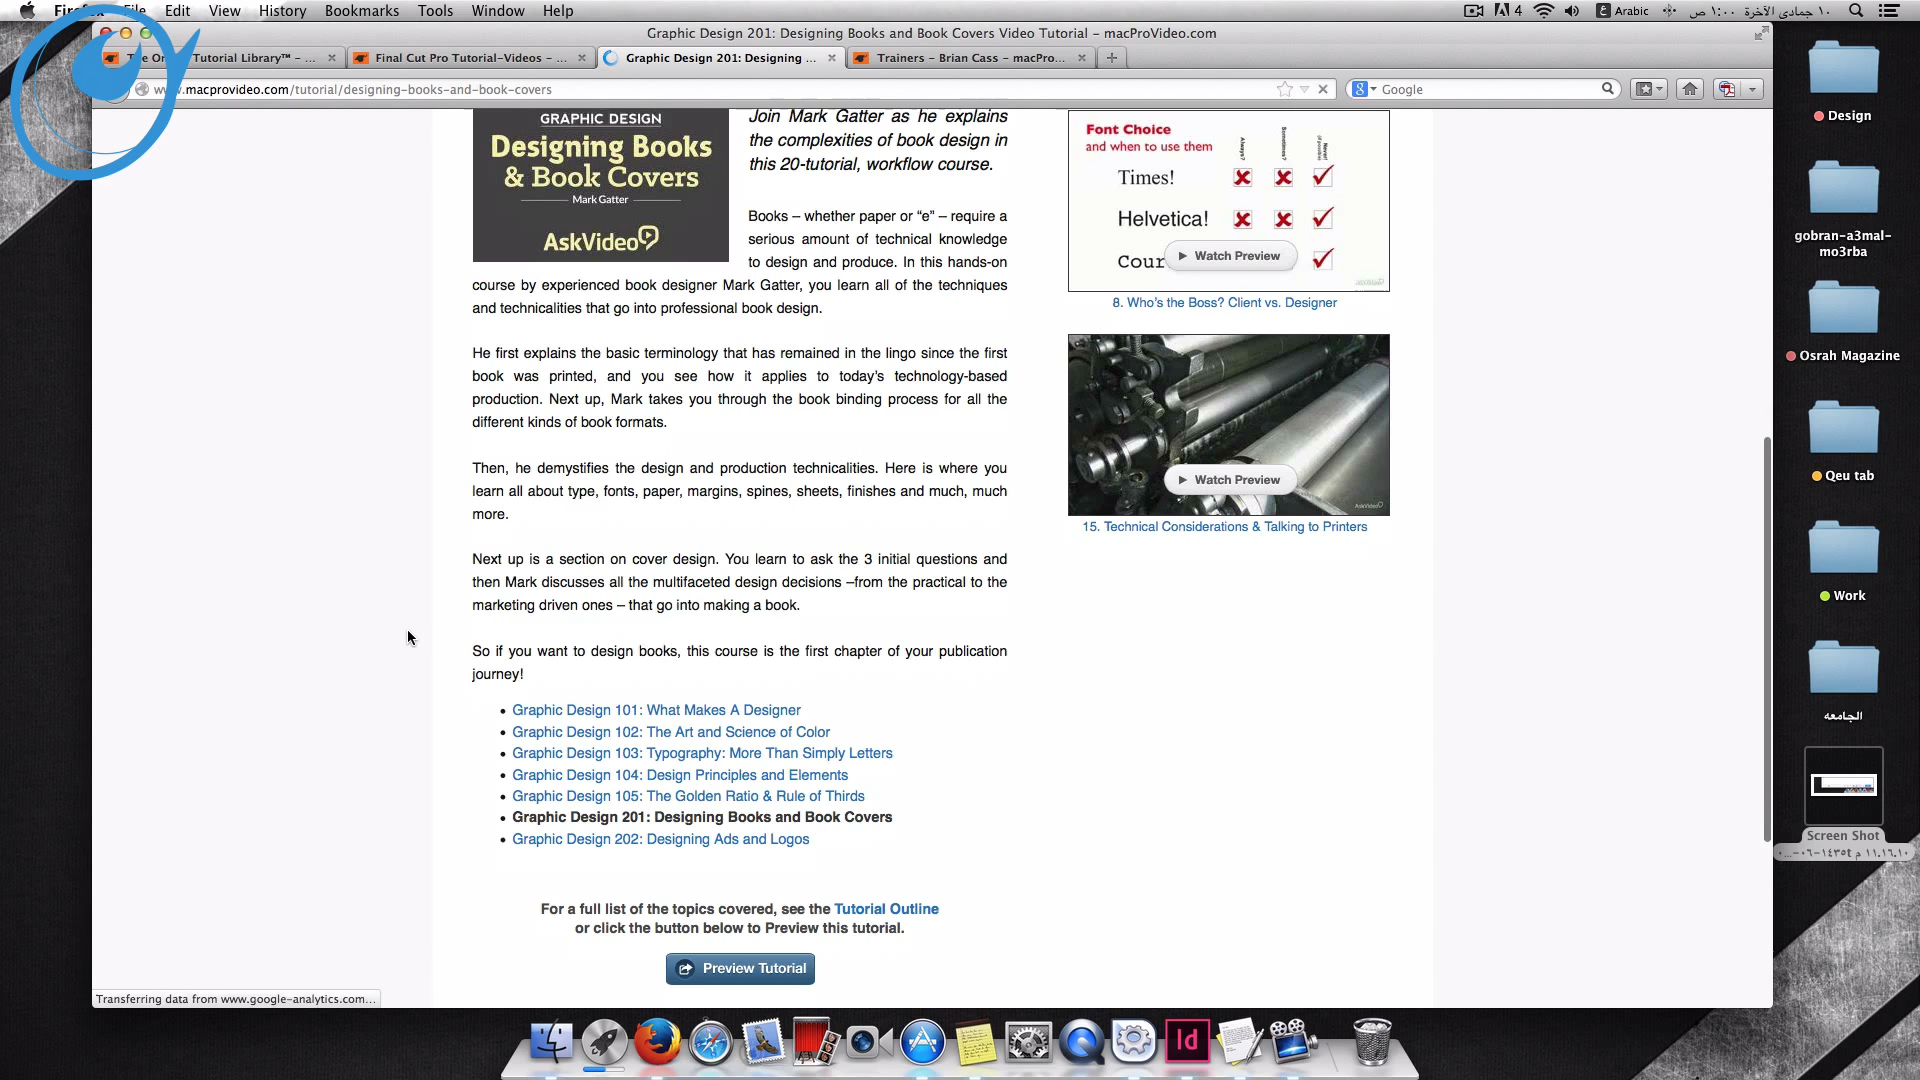 File Edit View History Bookmarks Tools Window Help
4 Arabic ١٠ جمادى الآخرة ١:٠٠ ص
Graphic Design 201: Designing Books and Book Covers Video Tutorial – macProVideo.com
Tutorial Library™ – ...
Final Cut Pro Tutorial-Videos – ...
Graphic Design 201: Designing ...
Trainers – Brian Cass – macPro...
.macprovideo.com/tutorial/designing-books-and-book-covers
Google
GRAPHIC DESIGN
Designing Books
& Book Covers
Mark Gatter
AskVideo
Join Mark Gatter as he explains
the complexities of book design in
this 20-tutorial, workflow course.
Books – whether paper or “e” – require a
serious amount of technical knowledge
to design and produce. In this hands-on
course by experienced book designer Mark Gatter, you learn all of the techniques
and technicalities that go into professional book design.
He first explains the basic terminology that has remained in the lingo since the first
book was printed, and you see how it applies to today’s technology-based
production. Next up, Mark takes you through the book binding process for all the
different kinds of book formats.
Then, he demystifies the design and production technicalities. Here is where you
learn all about type, fonts, paper, margins, spines, sheets, finishes and much, much
more.
Next up is a section on cover design. You learn to ask the 3 initial questions and
then Mark discusses all the multifaceted design decisions –from the practical to the
marketing driven ones – that go into making a book.
So if you want to design books, this course is the first chapter of your publication
journey!
Graphic Design 101: What Makes A Designer
Graphic Design 102: The Art and Science of Color
Graphic Design 103: Typography: More Than Simply Letters
Graphic Design 104: Design Principles and Elements
Graphic Design 105: The Golden Ratio & Rule of Thirds
Graphic Design 201: Designing Books and Book Covers
Graphic Design 202: Designing Ads and Logos
For a full list of the topics covered, see the Tutorial Outline
or click the button below to Preview this tutorial.
Preview Tutorial
Font Choice
and when to use them
Always?
Sometimes?
Never!
Times!
Helvetica!
Cour
Watch Preview
8. Who’s the Boss? Client vs. Designer
Watch Preview
15. Technical Considerations & Talking to Printers
Transferring data from www.google-analytics.com...
Design
gobran-a3mal-
mo3rba
Osrah Magazine
Qeu tab
Work
الجامعه
Screen Shot
Id